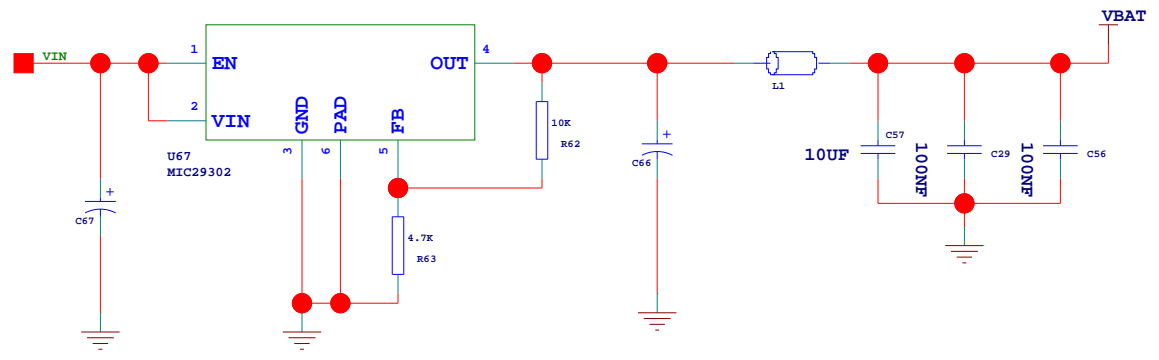 VBAT
VIN
1
EN
OUT
4
2
VIN
GND
PAD
FB
3
6
5
U67
MIC29302
10K
R62
L1
C57
10UF
100NF
C29
100NF
C56
+
C66
+
C67
4.7K
R63